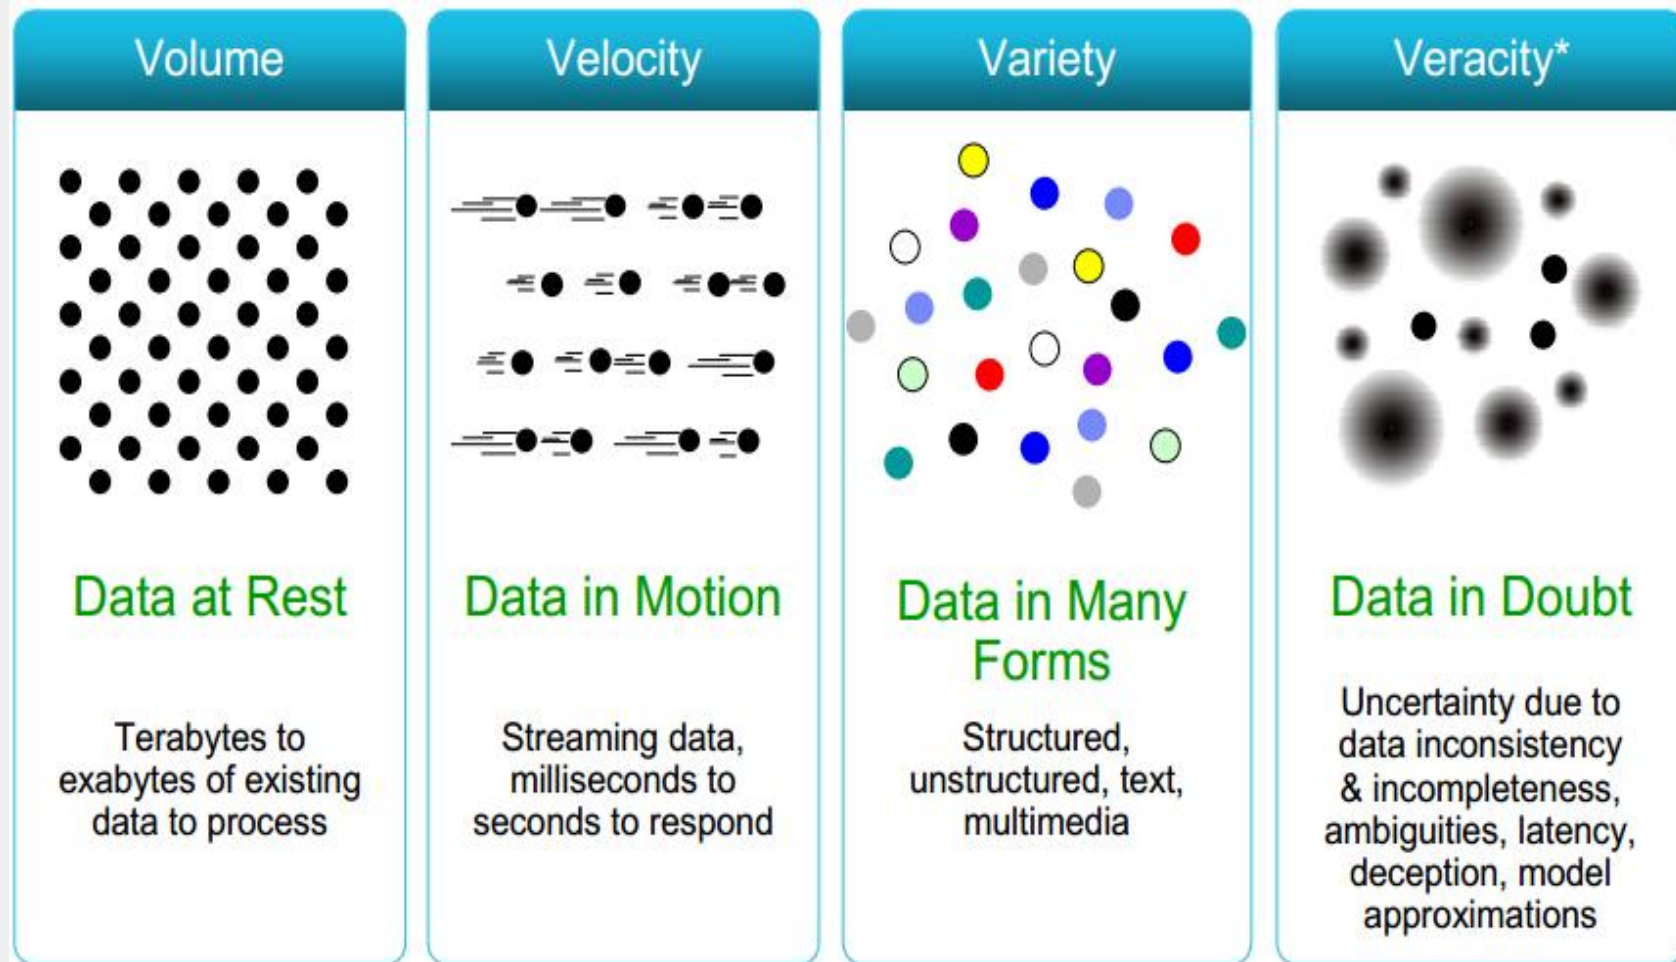 Volume
Data at Rest
Terabytes to
exabytes of existing
data to process
Velocity
Data in Motion
Streaming data,
milliseconds to
seconds to respond
Variety
Data in Many
Forms
Structured,
unstructured, text,
multimedia
Veracity*
Data in Doubt
Uncertainty due to
data inconsistency
& incompleteness,
ambiguities, latency,
deception, model
approximations